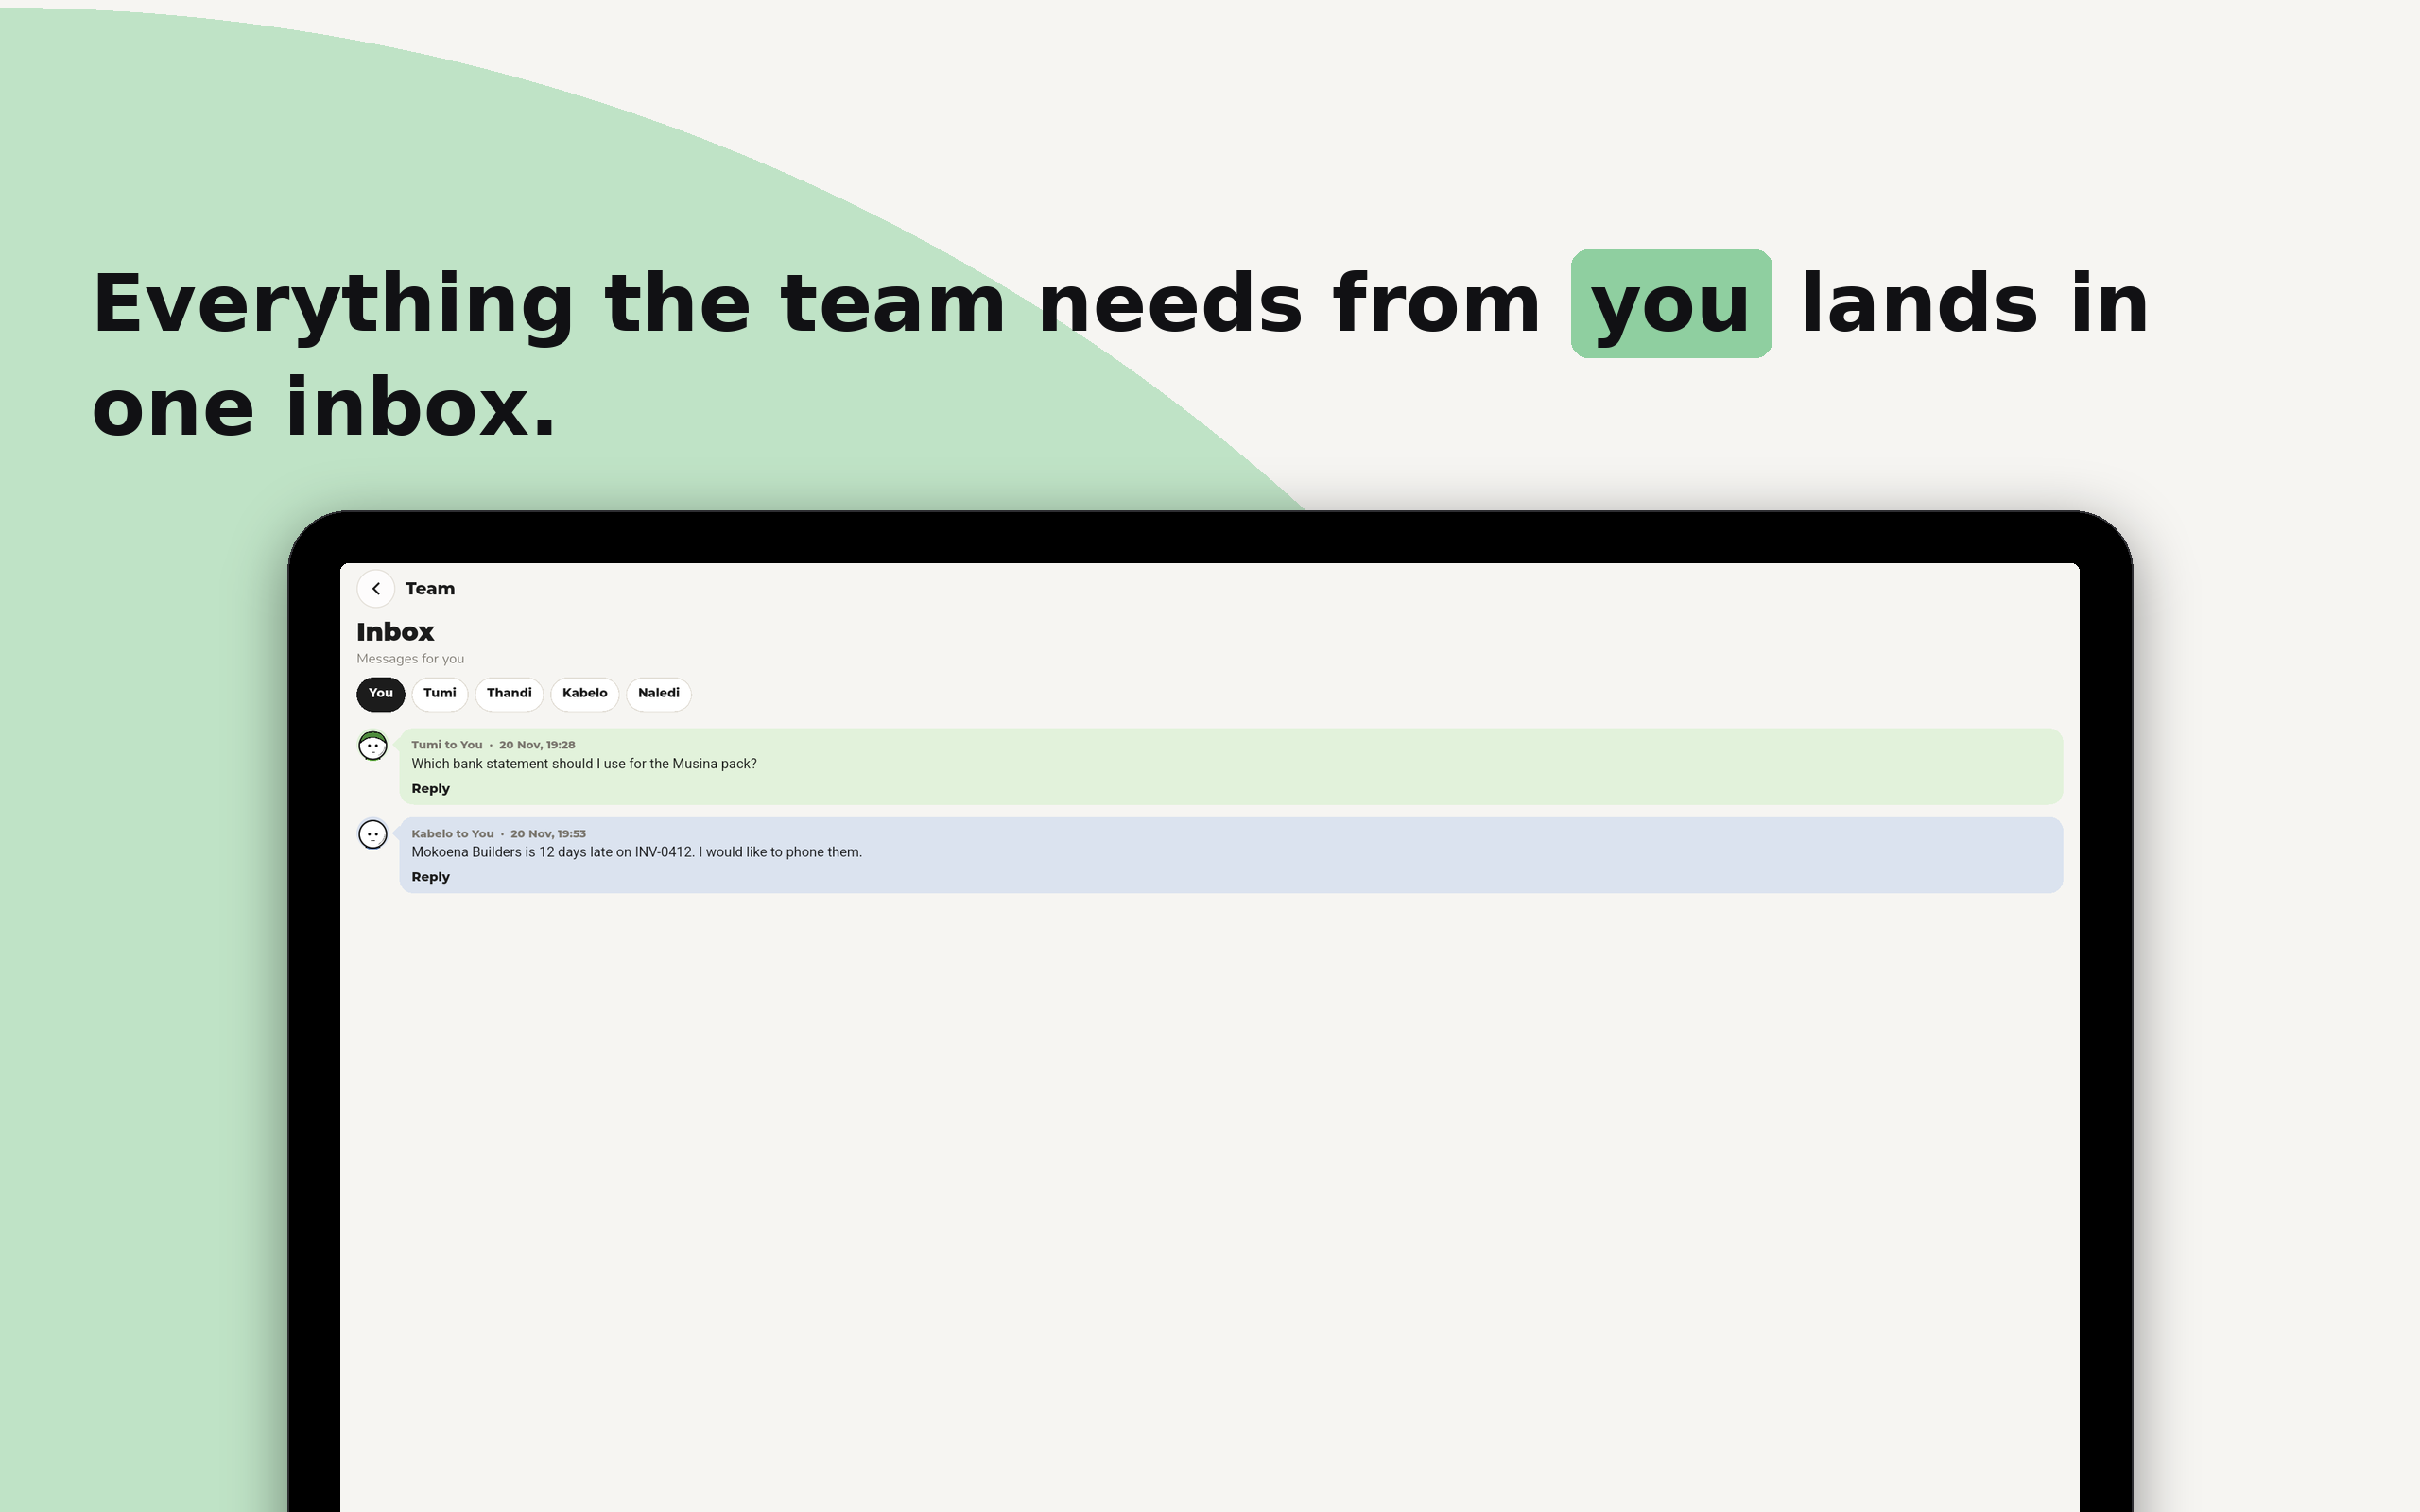 Everything the team needs from you lands in
one inbox.
Team
Inbox
Messages for you
You Tumi Thandi Kabelo Naledi
Tumi to You · 20 Nov, 19:28
Which bank statement should I use for the Musina pack?
Reply
Kabelo to You · 20 Nov, 19:53
Mokoena Builders is 12 days late on INV-0412. I would like to phone them.
Reply